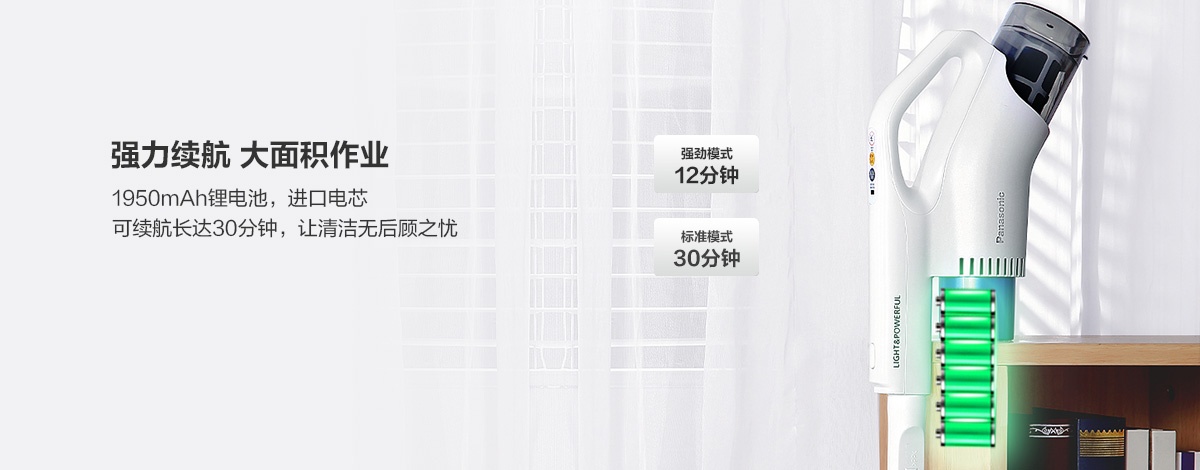 强力续航 大面积作业
1950mAh锂电池，进口电芯
可续航长达30分钟，让清洁无后顾之忧
强劲模式
12分钟
标准模式
30分钟
Panasonic
LIGHT&POWERFUL